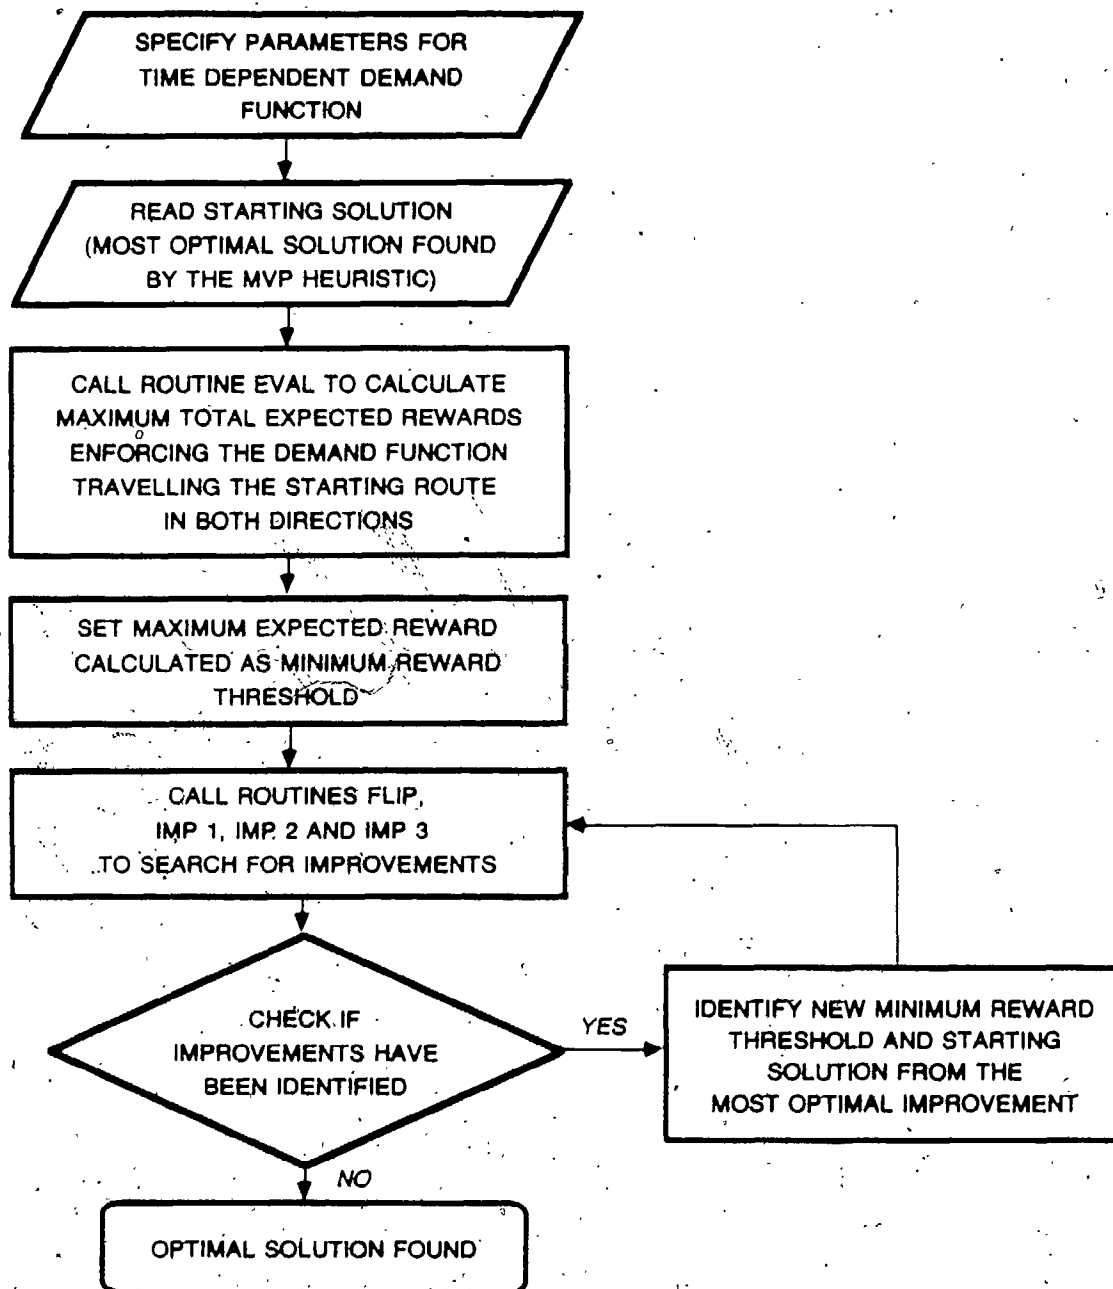 SPECIFY PARAMETERS FOR
TIME DEPENDENT DEMAND
FUNCTION
READ STARTING SOLUTION
(MOST OPTIMAL SOLUTION FOUND
BY THE MVP HEURISTIC)
CALL ROUTINE EVAL TO CALCULATE
MAXIMUM TOTAL EXPECTED REWARDS
ENFORCING THE DEMAND FUNCTION
TRAVELLING THE STARTING ROUTE
IN BOTH DIRECTIONS
SET MAXIMUM EXPECTED REWARD
CALCULATED AS MINIMUM REWARD
THRESHOLD
CALL ROUTINES FLIP,
IMP 1, IMP 2 AND IMP 3
TO SEARCH FOR IMPROVEMENTS
CHECK IF
IMPROVEMENTS HAVE
BEEN IDENTIFIED
YES
IDENTIFY NEW MINIMUM REWARD
THRESHOLD AND STARTING
SOLUTION FROM THE
MOST OPTIMAL IMPROVEMENT
NO
OPTIMAL SOLUTION FOUND